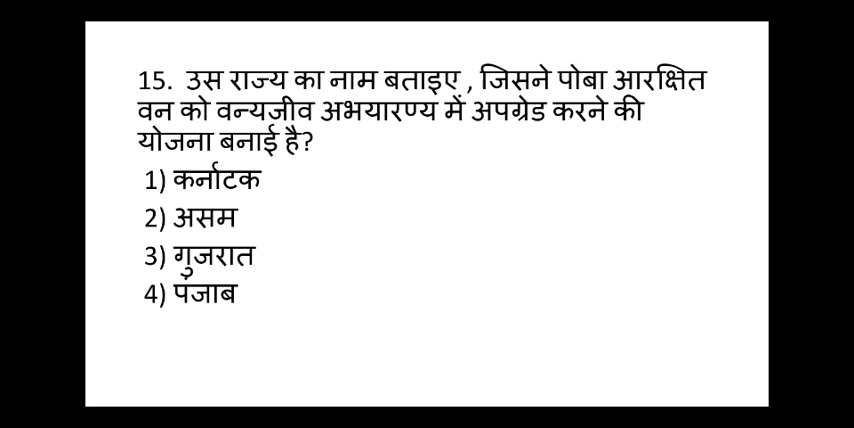 15. उस राज्य का नाम बताइए , जिसने पोबा आरक्षित
वन को वन्यजीव अभयारण्य में अपग्रेड करने की
योजना बनाई है?
1) कर्नाटक
2) असम
3) गुजरात
4) पंजाब